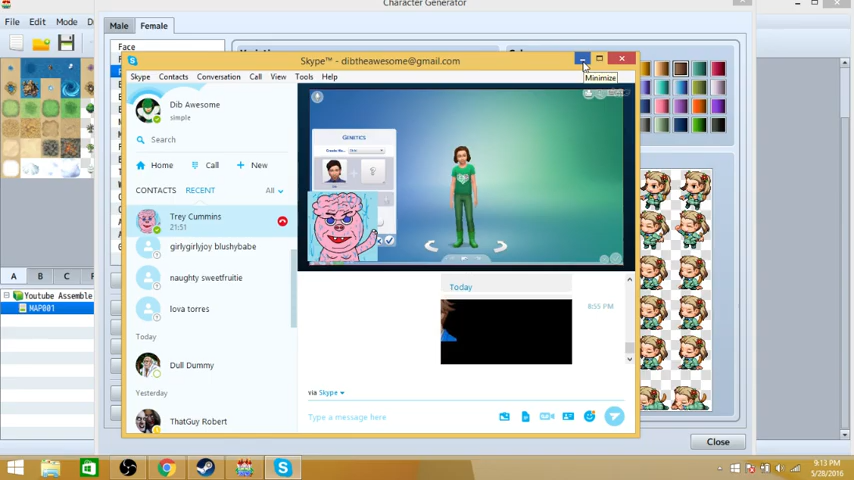 Character Generator
File Edit Mode
Male Female
Face
Skype™ - dibtheawesome@gmail.com
Minimize
Skype Contacts Conversation Call View Tools Help
Dib Awesome
simple
Search
Home Call New
CONTACTS RECENT All
GENETICS
Trey Cummins
21:51
girlygirlyjoy blushybabe
naughty sweetfruitie
lova torres
Today
Dull Dummy
Yesterday
ThatGuy Robert
Today
8:55 PM
via Skype
Type a message here
A B C
Youtube Assemble
MAP001
Close
9:13 PM
5/28/2016